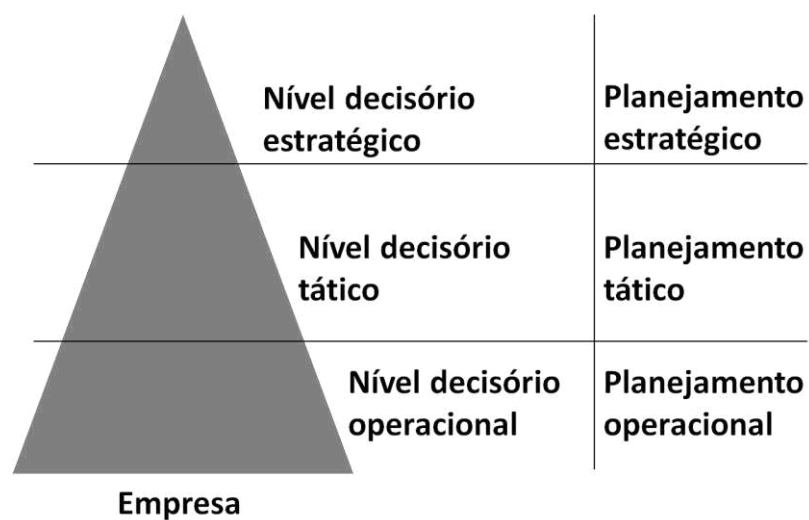 Nível decisório
estratégico
Planejamento
estratégico
Nível decisório
tático
Planejamento
tático
Nível decisório
operacional
Planejamento
operacional
Empresa